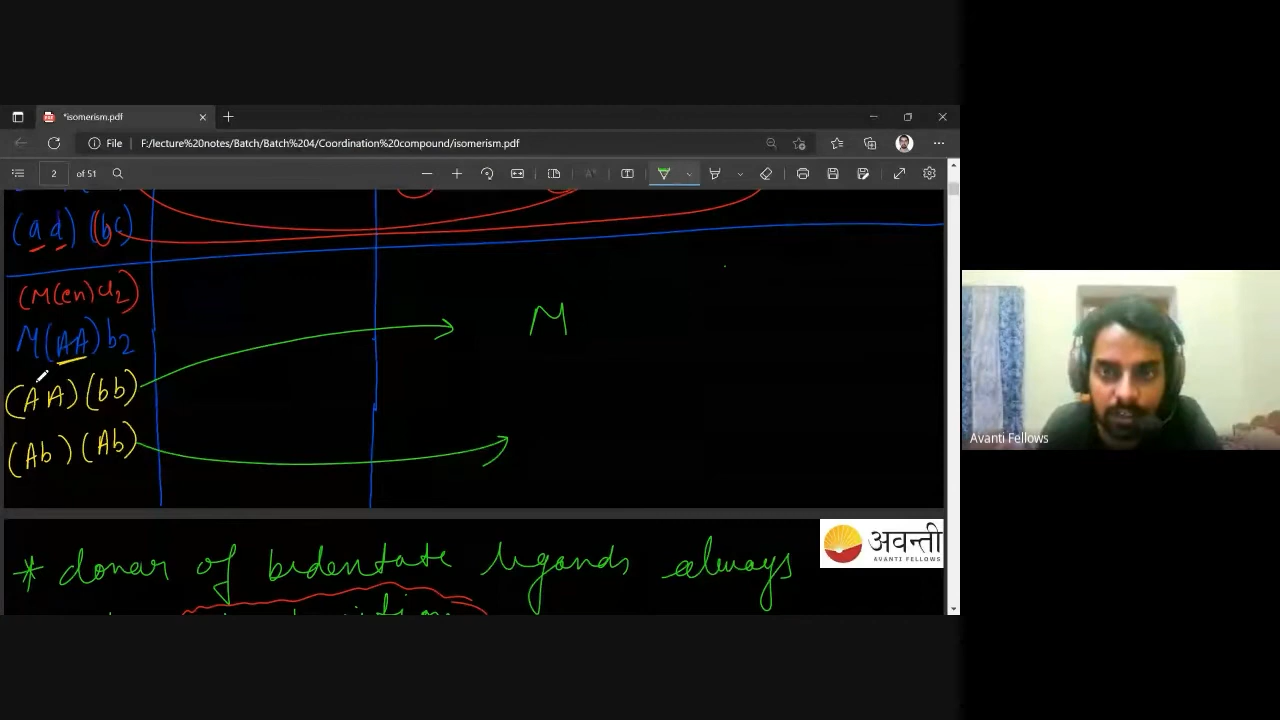 *isomerism.pdf
File F:/lecture%20notes/Batch/Batch%204/Coordination%20compound/isomerism.pdf
2 of 51
(ad) (bc)
(M(en)cl2)
M(AA)b2
M
(AA)(bb)
(Ab)(Ab)
Avanti Fellows
अवन्ती
AVANTI FELLOWS
* donar of bidentate ligands always